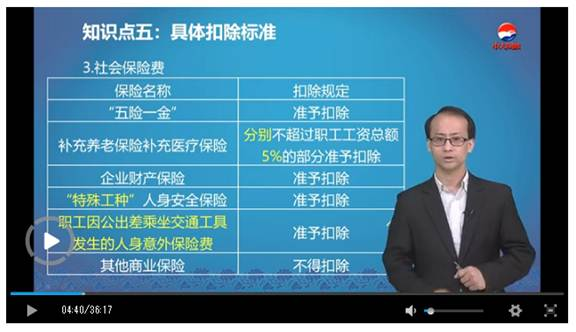 知识点五：具体扣除标准
3.社会保险费
保险名称 扣除规定
“五险一金” 准予扣除
补充养老保险补充医疗保险 分别不超过职工工资总额
5%的部分准予扣除
企业财产保险 准予扣除
“特殊工种”人身安全保险 准予扣除
职工因公出差乘坐交通工具
发生的人身意外保险费 准予扣除
其他商业保险 不得扣除
04:40/36:17